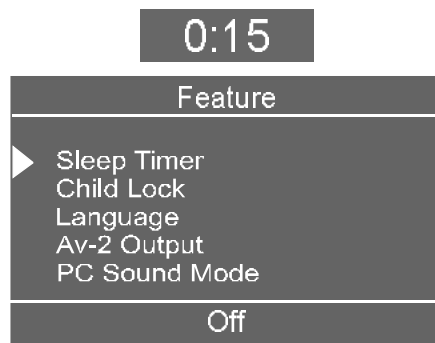 0:15
Feature
Sleep Timer
Child Lock
Language
Av-2 Output
PC Sound Mode
Off